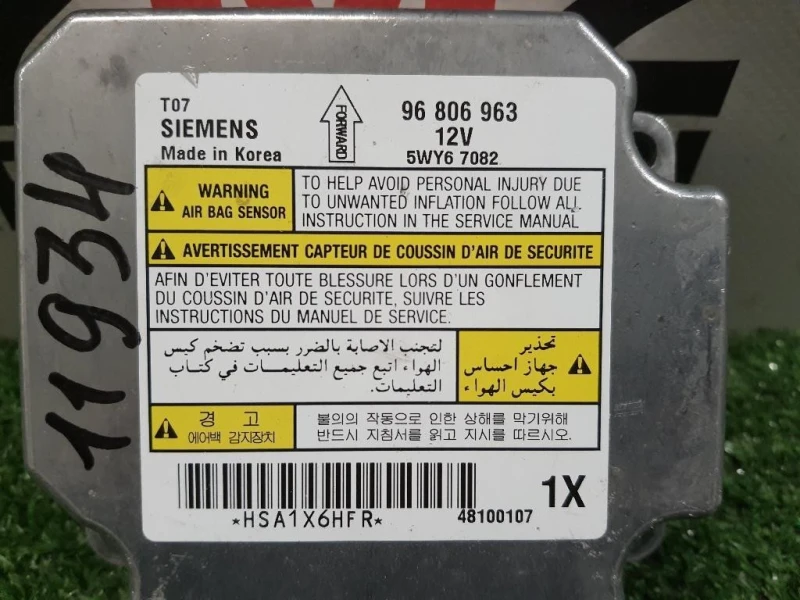 T07
SIEMENS
Made in Korea
FORWARD
96 806 963
12V
5WY6 7082
WARNING
AIR BAG SENSOR
TO HELP AVOID PERSONAL INJURY DUE
TO UNWANTED INFLATION FOLLOW ALL
INSTRUCTION IN THE SERVICE MANUAL
AVERTISSEMENT CAPTEUR DE COUSSIN D'AIR DE SECURITE
AFIN D'EVITER TOUTE BLESSURE LORS D'UN GONFLEMENT
DU COUSSIN D'AIR DE SECURITE, SUIVRE LES
INSTRUCTIONS DU MANUEL DE SERVICE.
تحذير
جهاز احساس
بكيس الهواء
لتجنب الاصابة بالضرر بسبب تضخم كيس
الهواء اتبع جميع التعليمات في كتاب
التعليمات.
경 고
에어백 감지장치
불의의 작동으로 인한 상해를 막기위해
반드시 지침서를 읽고 지시를 따르시오.
*HSA1X6HFR*
1X
48100107
11934